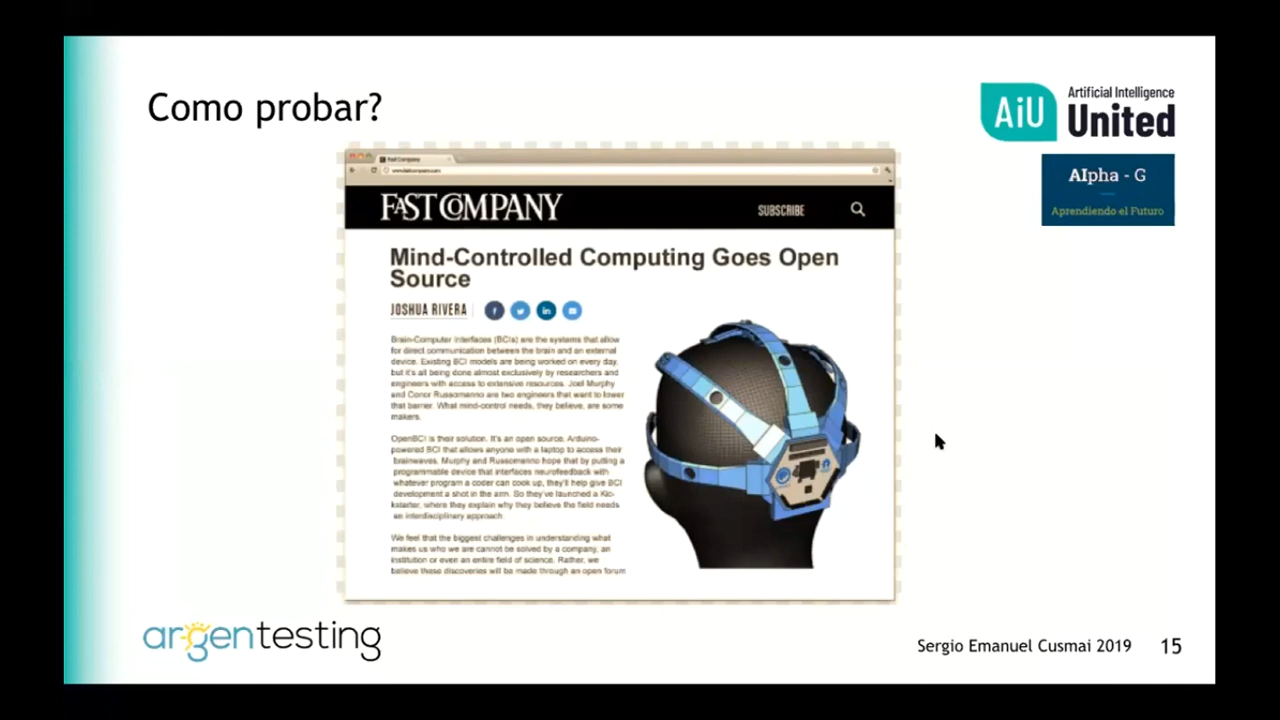 Como probar?
AiU
Artificial Intelligence
United
AIpha - G
Aprendiendo el Futuro
Fast Company
www.fastcompany.com
FAST COMPANY
SUBSCRIBE
Mind-Controlled Computing Goes Open
Source
JOSHUA RIVERA
Brain-Computer Interfaces (BCIs) are the systems that allow
for direct communication between the brain and an external
device. Existing BCI models are being worked on every day,
but it's all being done almost exclusively by researchers and
engineers with access to extensive resources. Joel Murphy
and Conor Russomanno are two engineers that want to lower
that barrier. What mind-control needs, they believe, are some
makers.
OpenBCI is their solution. It's an open source, Arduino-
powered BCI that allows anyone with a laptop to access their
brainwaves. Murphy and Russomanno hope that by putting a
programmable device that interfaces neurofeedback with
whatever program a coder can cook up, they'll help give BCI
development a shot in the arm. So they've launched a Kic-
kstarter, where they explain why they believe the field needs
an interdisciplinary approach
We feel that the biggest challenges in understanding what
makes us who we are cannot be solved by a company, an
institution or even an entire field of science. Rather, we
believe these discoveries will be made through an open forum
argentesting
Sergio Emanuel Cusmai 2019
15